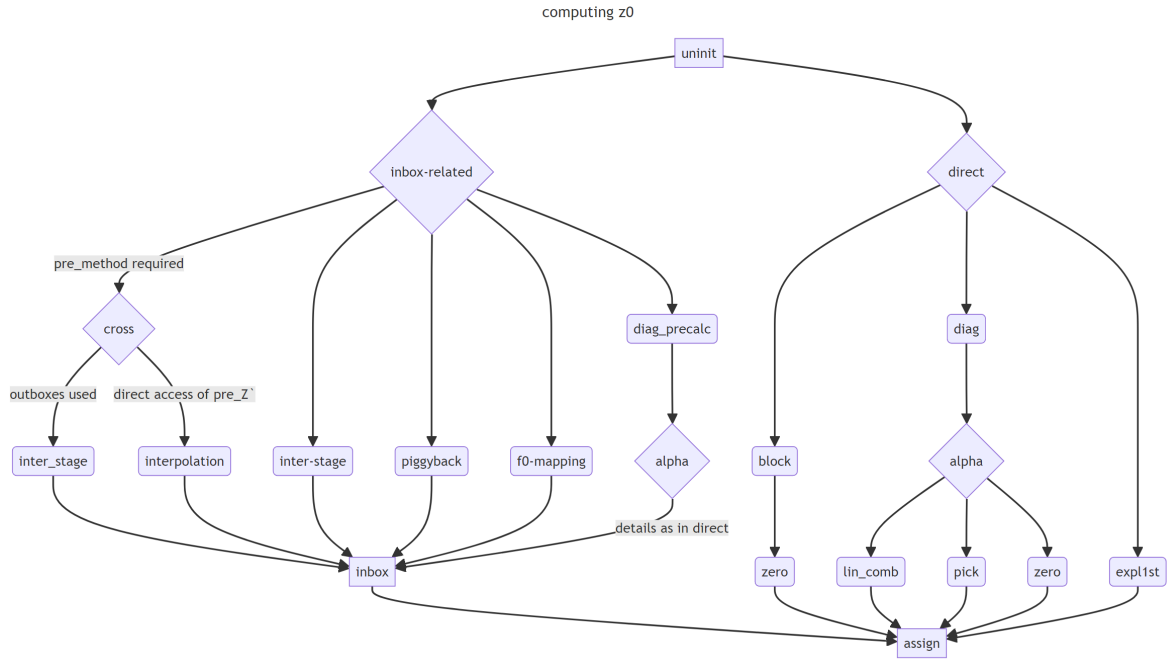 computing z0
uninit
inbox-related
direct
pre_method required
cross
diag_precalc
diag
outboxes used
direct access of pre_Z`
inter_stage
interpolation
inter-stage
piggyback
f0-mapping
alpha
block
alpha
details as in direct
inbox
zero
lin_comb
pick
zero
expl1st
assign